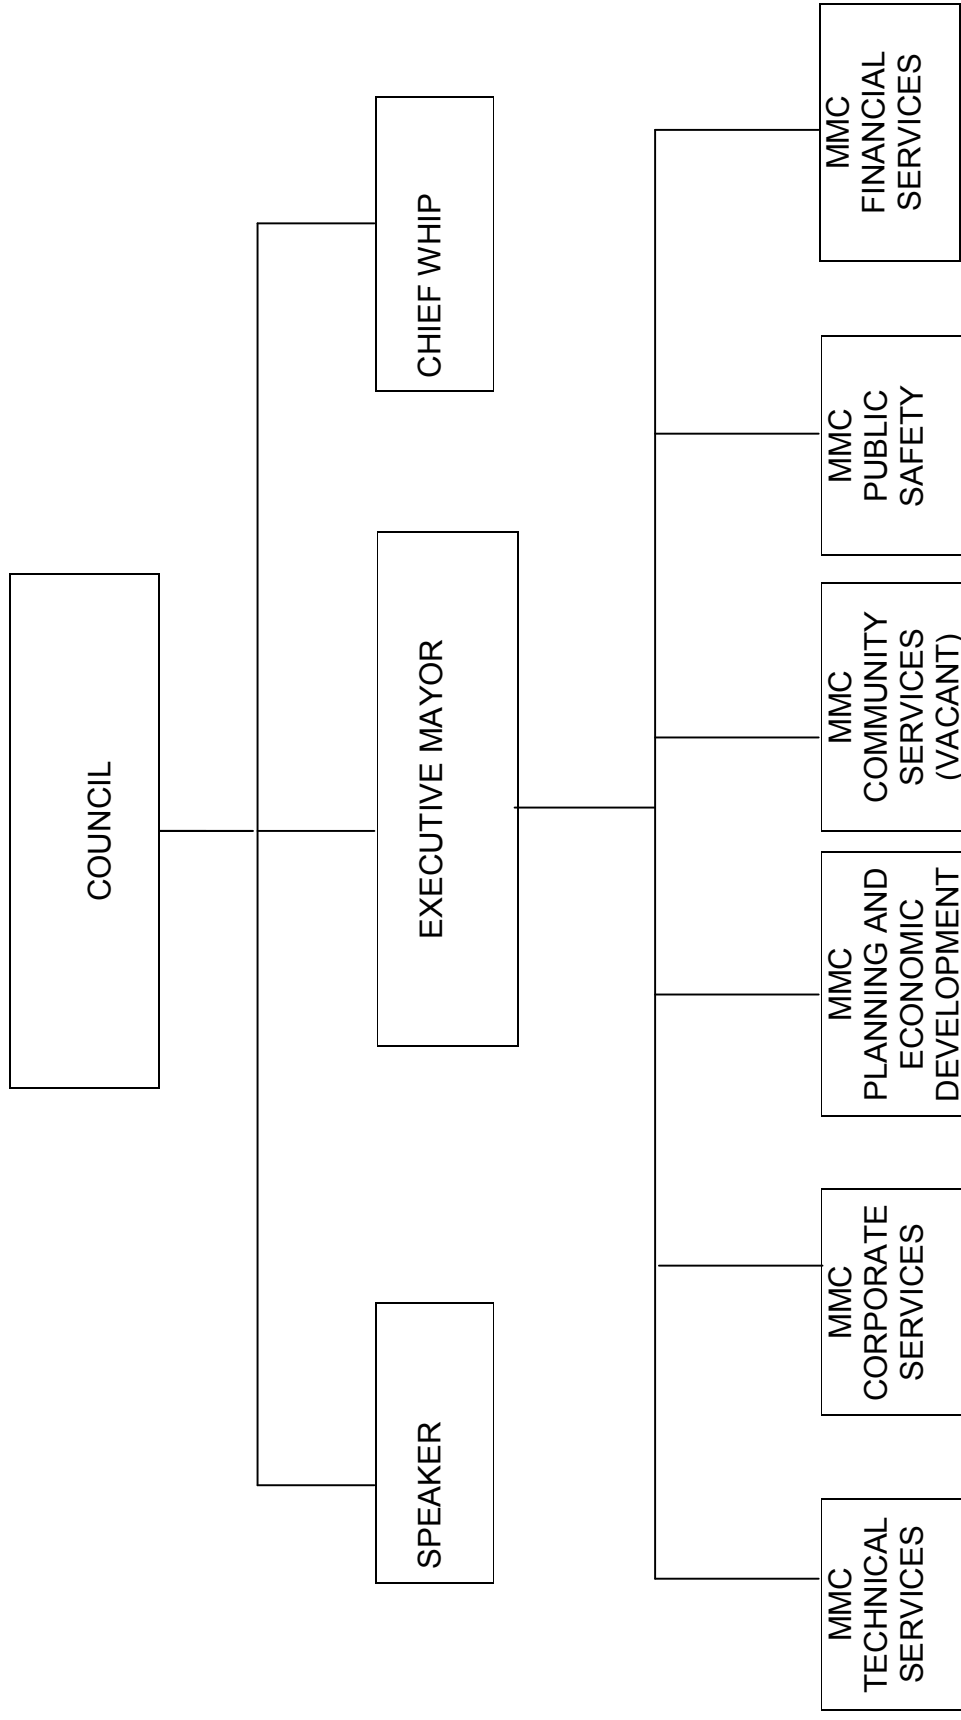 COUNCIL
SPEAKER
EXECUTIVE MAYOR
CHIEF WHIP
MMC
TECHNICAL
SERVICES
MMC
CORPORATE
SERVICES
MMC
PLANNING AND
ECONOMIC
DEVELOPMENT
MMC
COMMUNITY
SERVICES
(VACANT)
MMC
PUBLIC
SAFETY
MMC
FINANCIAL
SERVICES